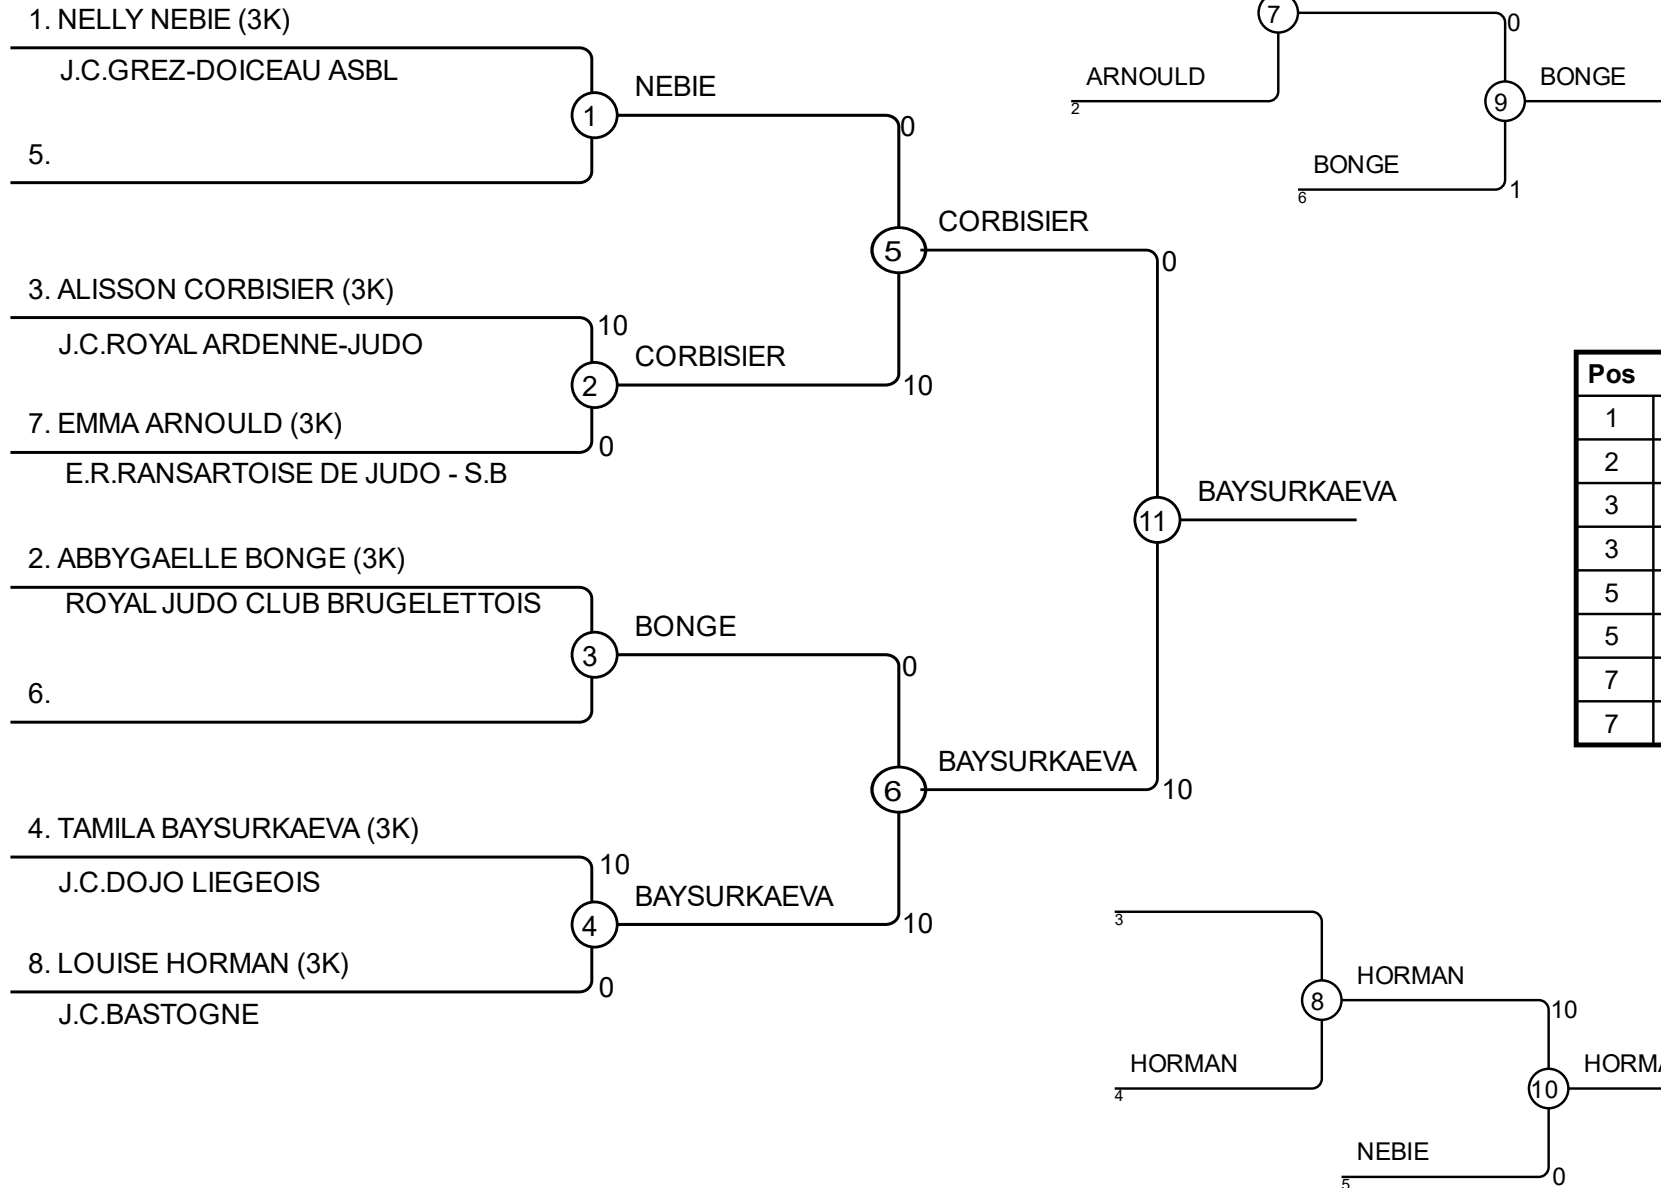 1. NELLY NEBIE (3K)
J.C.GREZ-DOICEAU ASBL
5.
1
NEBIE
0
3. ALISSON CORBISIER (3K)
J.C.ROYAL ARDENNE-JUDO
10
7. EMMA ARNOULD (3K)
E.R.RANSARTOISE DE JUDO - S.B
0
2
CORBISIER
10
5
CORBISIER
0
2. ABBYGAELLE BONGE (3K)
ROYAL JUDO CLUB BRUGELETTOIS
6.
3
BONGE
0
4. TAMILA BAYSURKAEVA (3K)
J.C.DOJO LIEGEOIS
10
8. LOUISE HORMAN (3K)
J.C.BASTOGNE
0
4
BAYSURKAEVA
10
6
BAYSURKAEVA
10
11
BAYSURKAEVA
7
0
ARNOULD
2
9
BONGE
BONGE
6
1
Pos
1
2
3
3
5
5
7
7
3
8
HORMAN
10
HORMAN
4
10
HORMA
NEBIE
5
0